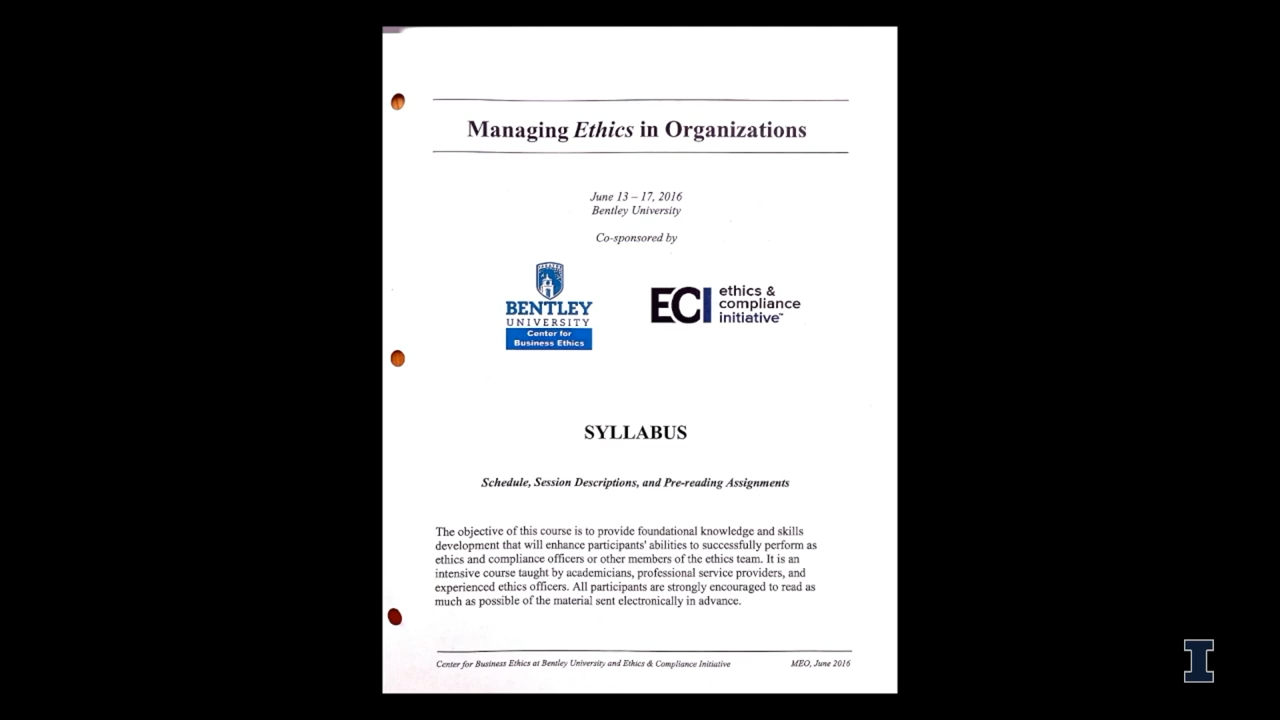 Managing Ethics in Organizations
June 13 – 17, 2016
Bentley University
Co-sponsored by
BENTLEY
UNIVERSITY
Center for
Business Ethics
ECI ethics &
compliance
initiative™
SYLLABUS
Schedule, Session Descriptions, and Pre-reading Assignments
The objective of this course is to provide foundational knowledge and skills
development that will enhance participants' abilities to successfully perform as
ethics and compliance officers or other members of the ethics team. It is an
intensive course taught by academicians, professional service providers, and
experienced ethics officers. All participants are strongly encouraged to read as
much as possible of the material sent electronically in advance.
Center for Business Ethics at Bentley University and Ethics & Compliance Initiative MEO, June 2016
I